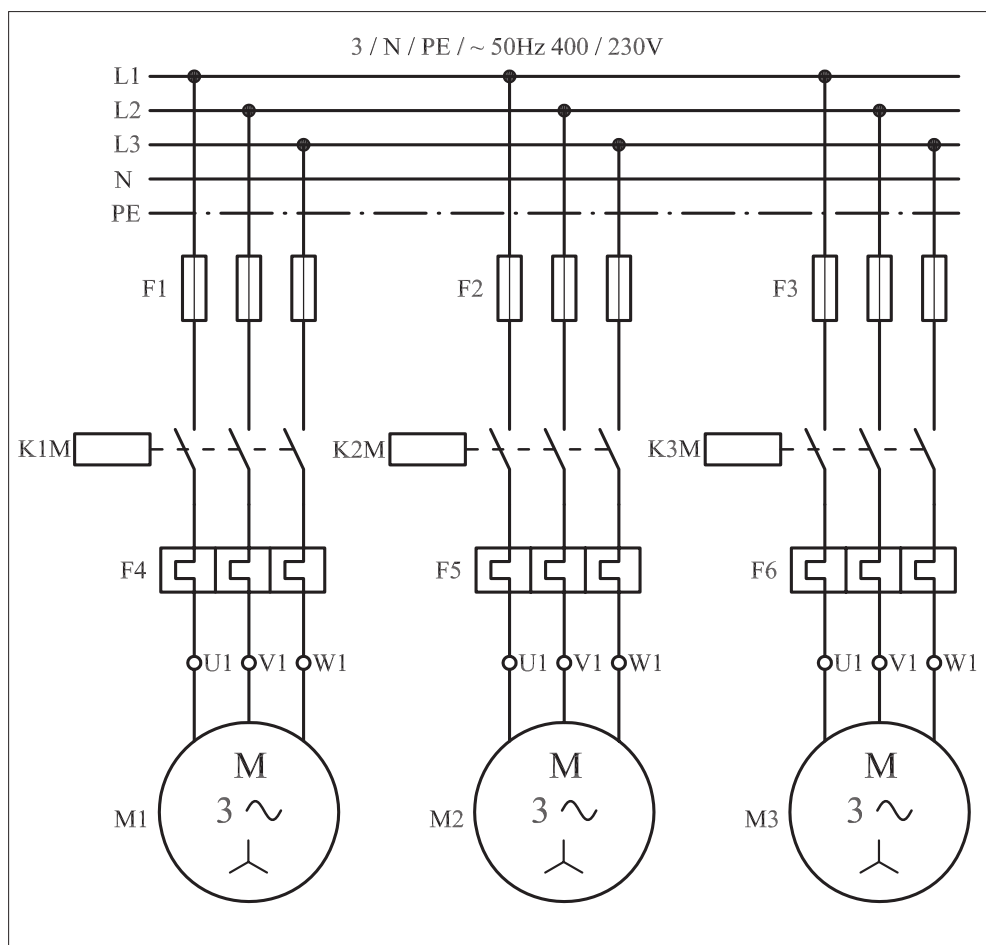 3 / N / PE / ~ 50Hz 400 / 230V
L1
L2
L3
N
PE
F1 F2 F3
K1M K2M K3M
F4 F5 F6
U1 V1 W1 U1 V1 W1 U1 V1 W1
M M M
M1 3 ~ M2 3 ~ M3 3 ~